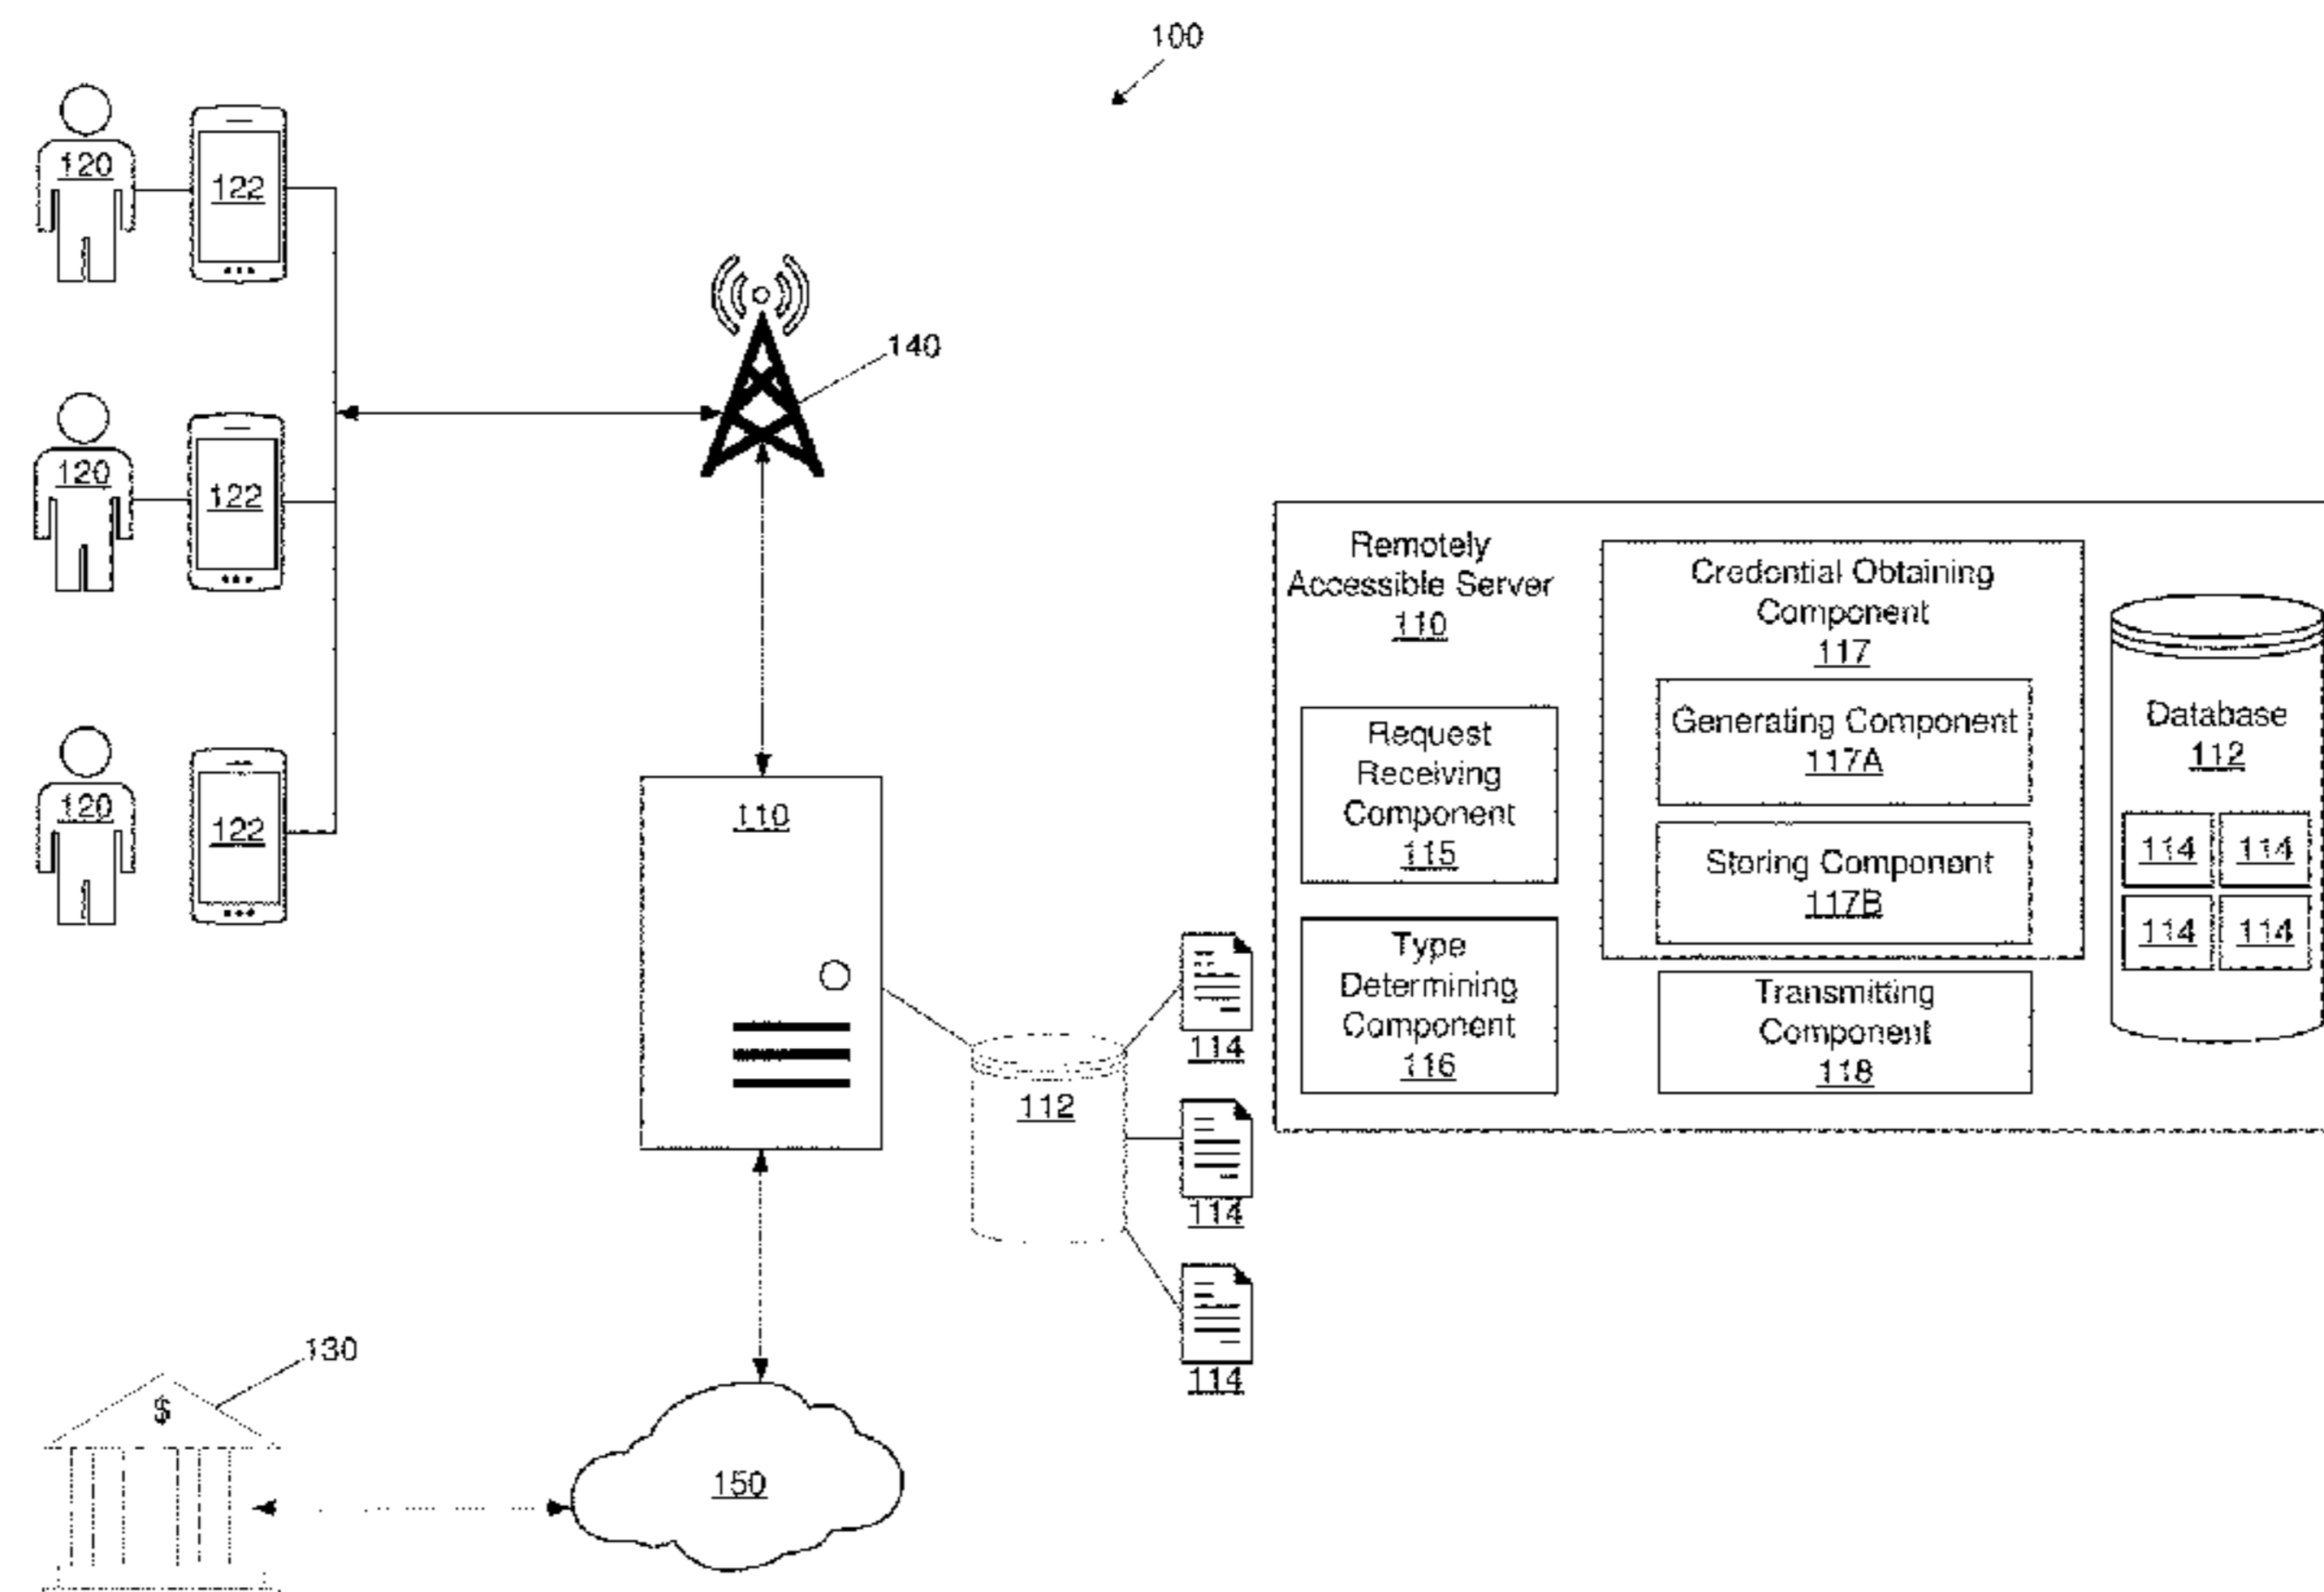 100
120
122
140
120
122
120
122
110
112
114
114
114
130
$
150
Remotely
Accessible Server
110
Request
Receiving
Component
115
Type
Determining
Component
116
Credential Obtaining
Component
117
Generating Component
117A
Storing Component
117B
Transmitting
Component
118
Database
112
114 114
114 114